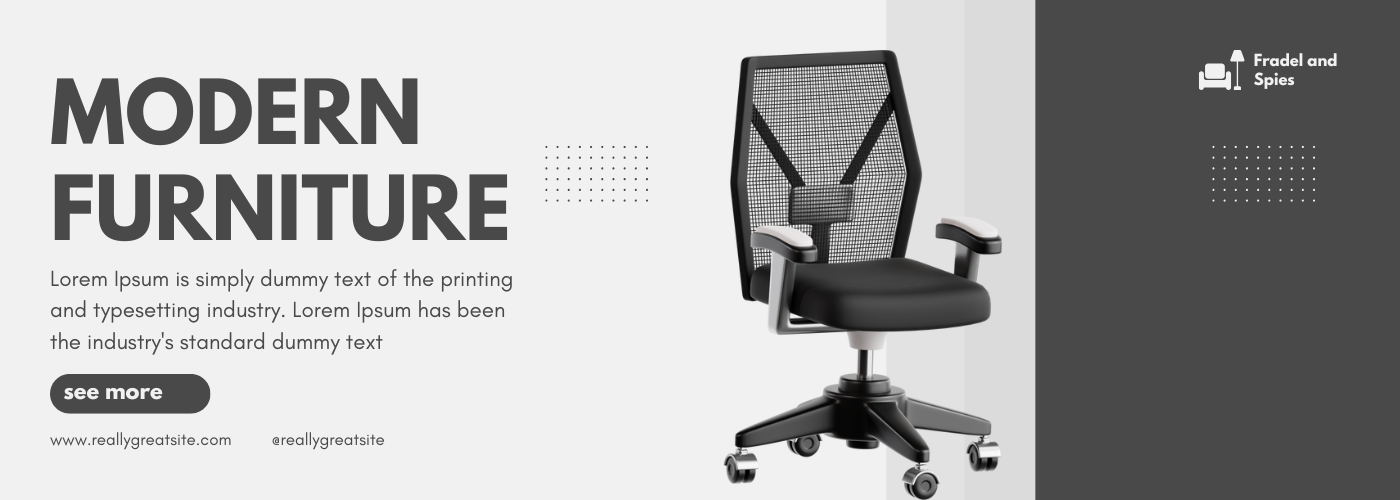 MODERN
FURNITURE
Lorem Ipsum is simply dummy text of the printing
and typesetting industry. Lorem Ipsum has been
the industry's standard dummy text
see more
www.reallygreatsite.com
@reallygreatsite
Fradel and
Spies